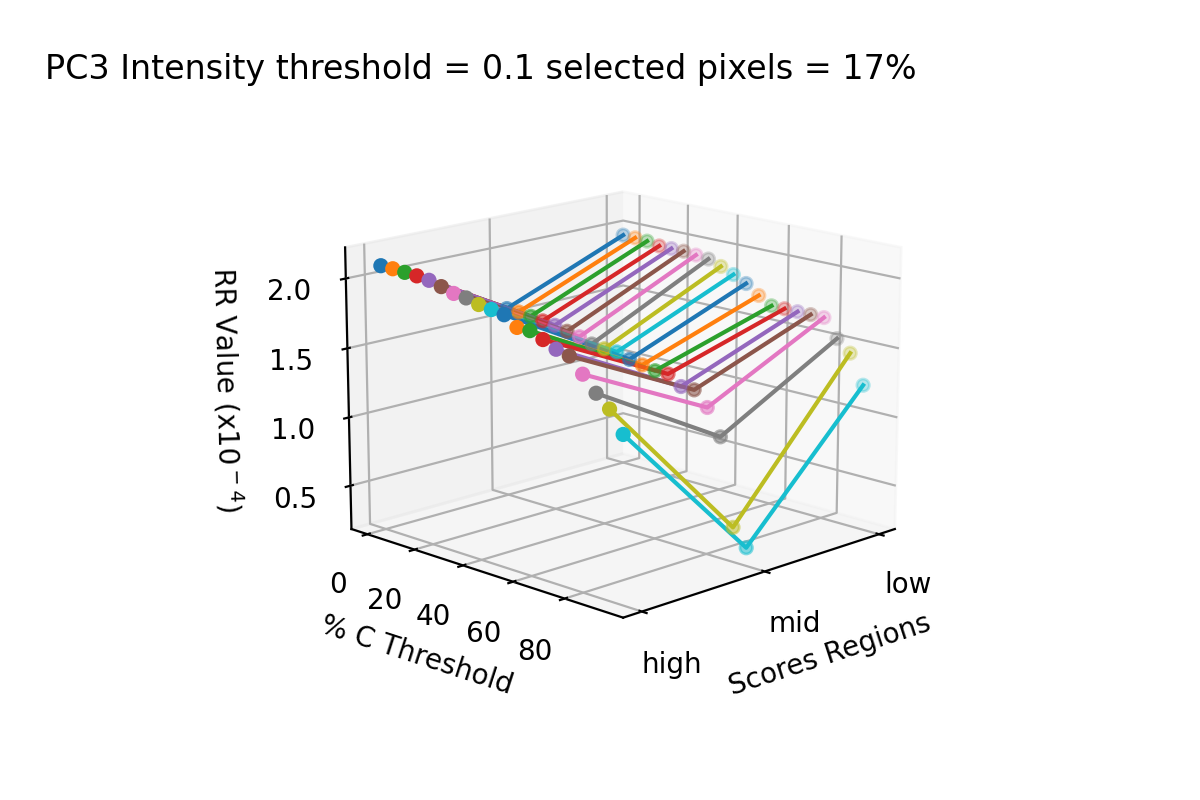 PC3 Intensity threshold = 0.1 selected pixels = 17%
RR Value (x10⁻⁴)
2.0
1.5
1.0
0.5
0
20
40
60
80
% C Threshold
high
mid
low
Scores Regions